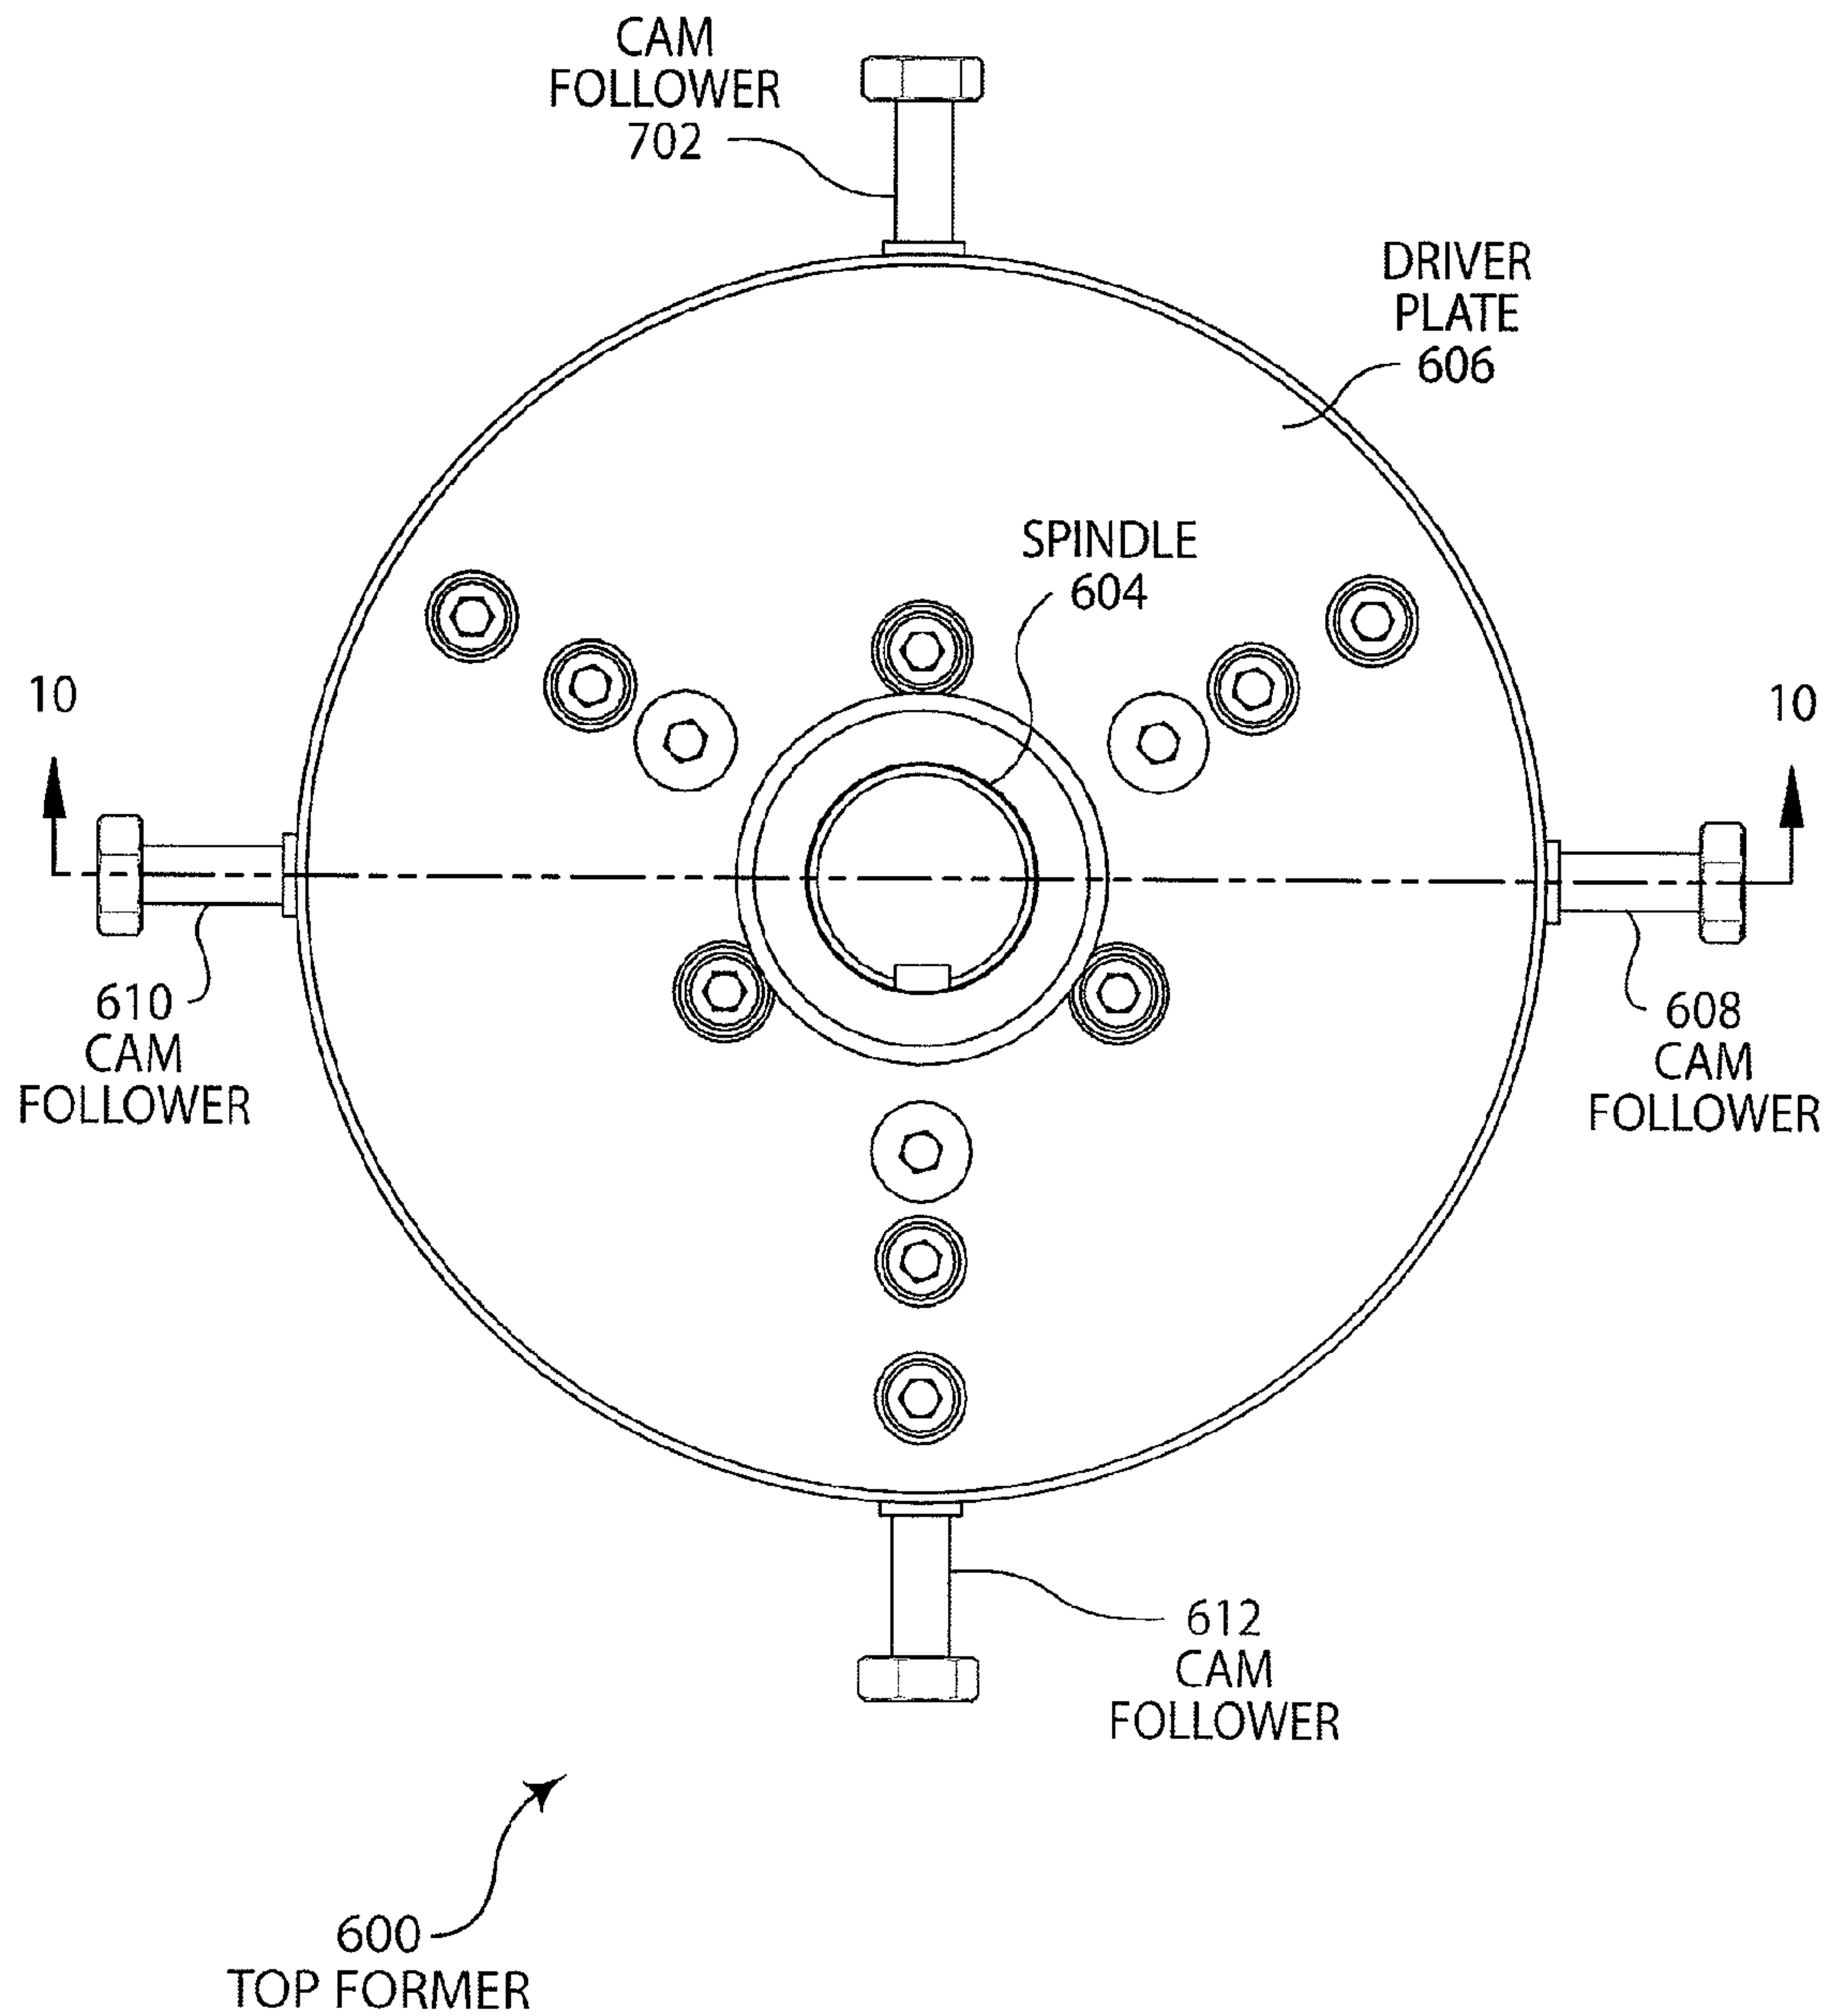 CAM
FOLLOWER
702
DRIVER
PLATE
606
SPINDLE
604
10
10
610
CAM
FOLLOWER
608
CAM
FOLLOWER
612
CAM
FOLLOWER
600
TOP FORMER